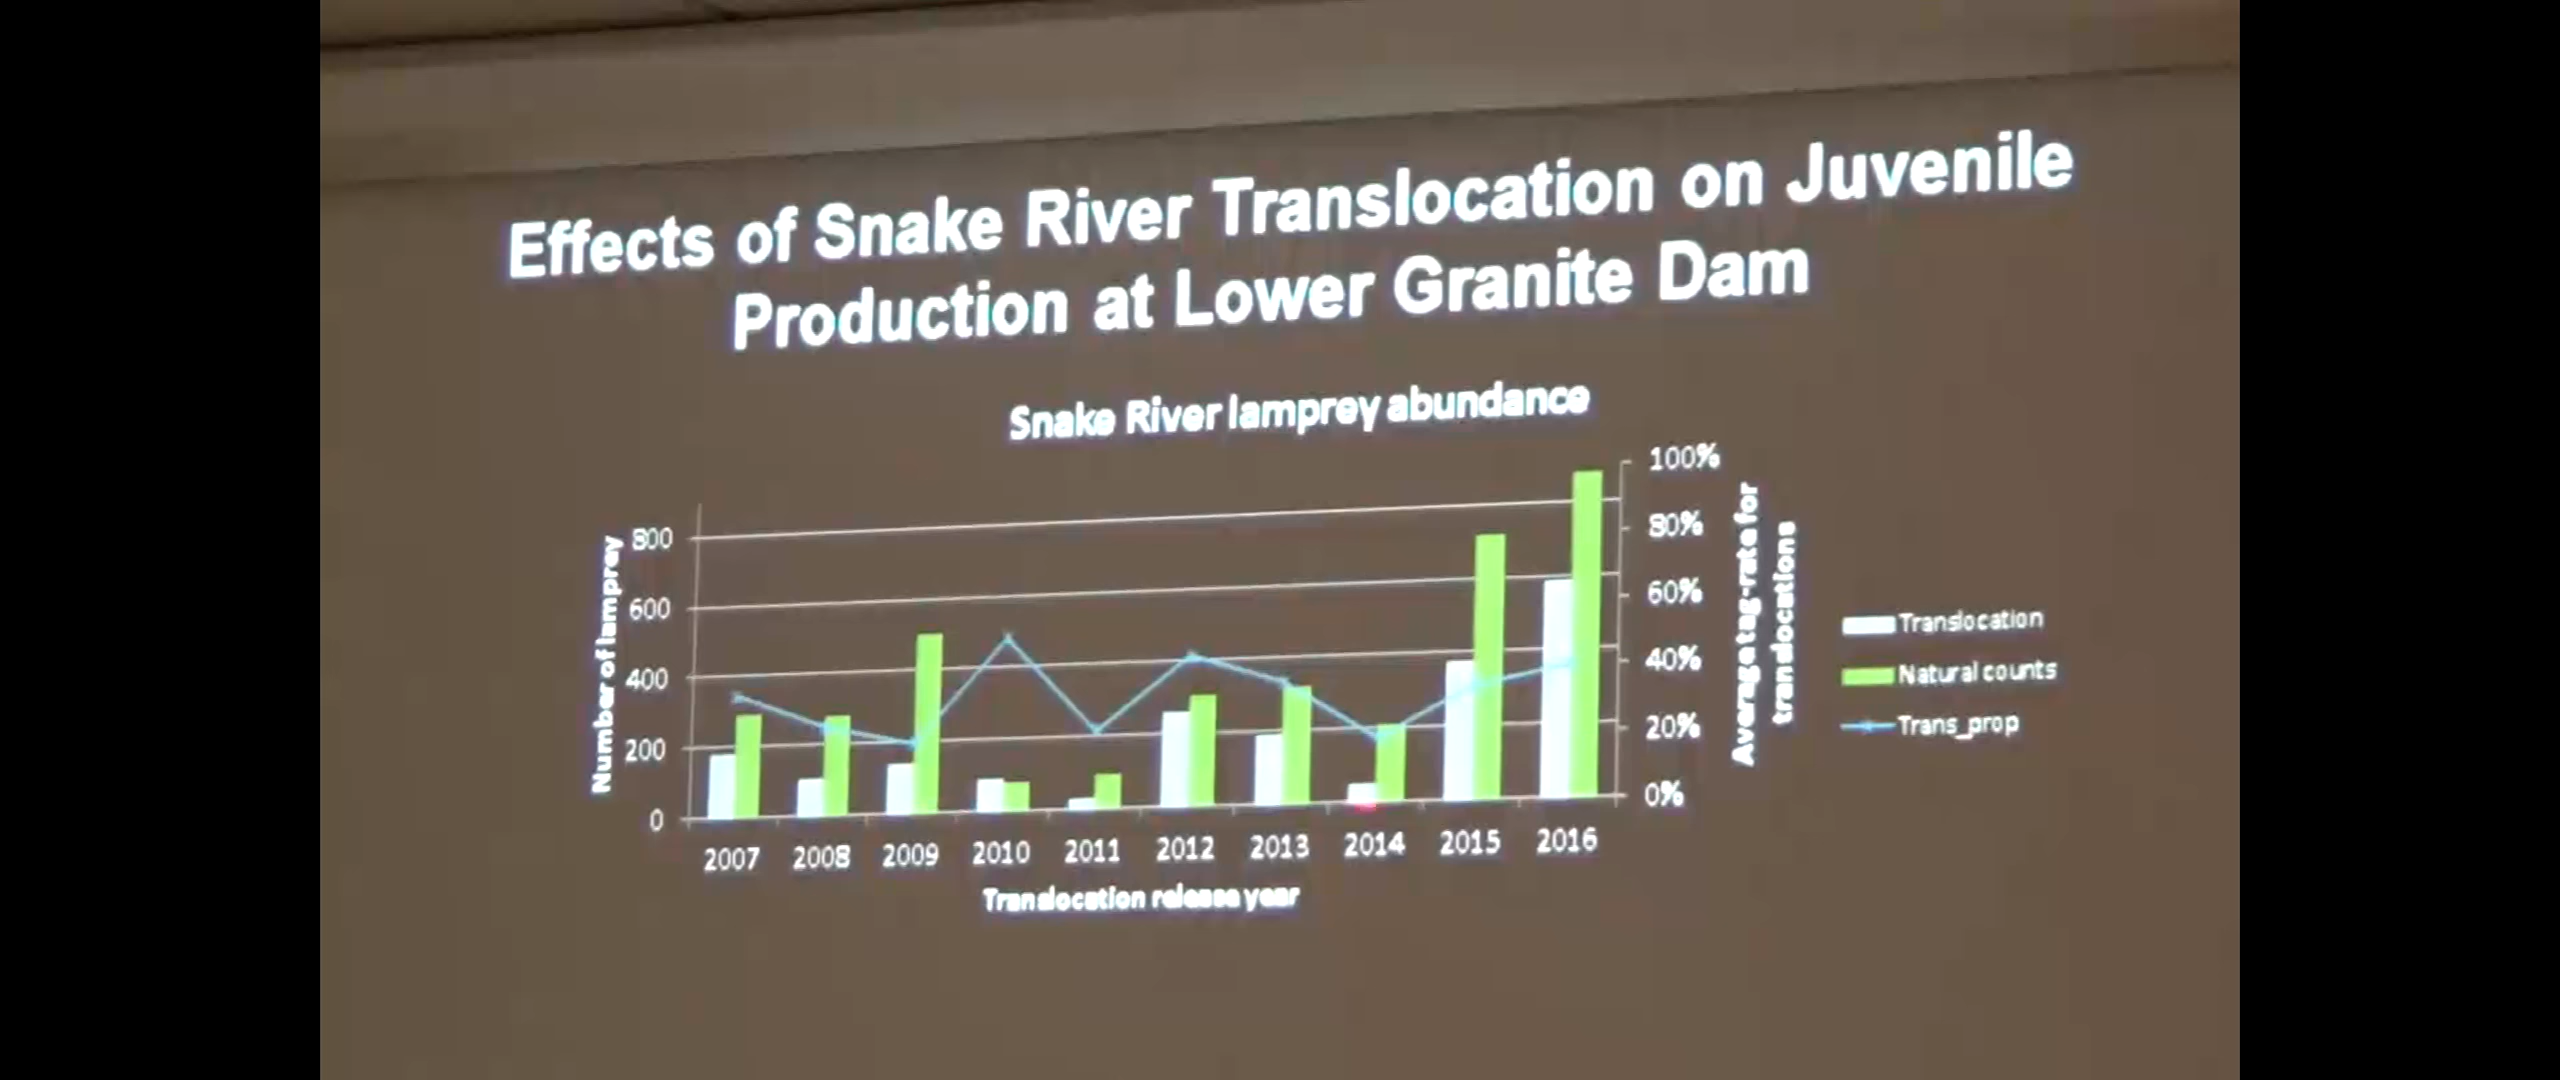 Effects of Snake River Translocation on Juvenile
Production at Lower Granite Dam
Snake River lamprey abundance
Number of lamprey
800
600
400
200
0
100%
80%
60%
40%
20%
0%
Average tag-rate for
translocations
2007 2008 2009 2010 2011 2012 2013 2014 2015 2016
Translocation release year
Translocation
Natural counts
Trans_prop